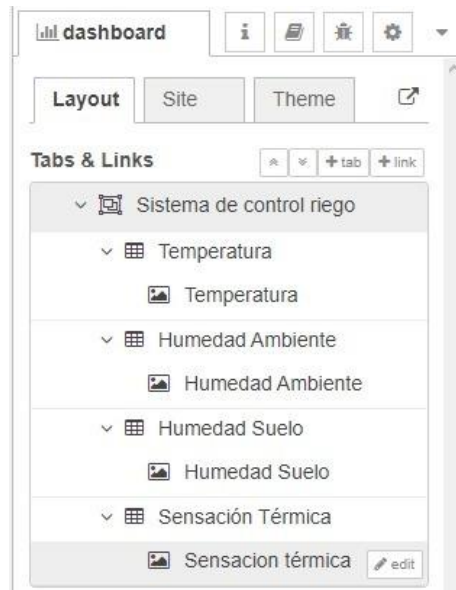 dashboard
Layout Site Theme
Tabs & Links + tab + link
Sistema de control riego
Temperatura
Temperatura
Humedad Ambiente
Humedad Ambiente
Humedad Suelo
Humedad Suelo
Sensación Térmica
Sensacion térmica edit